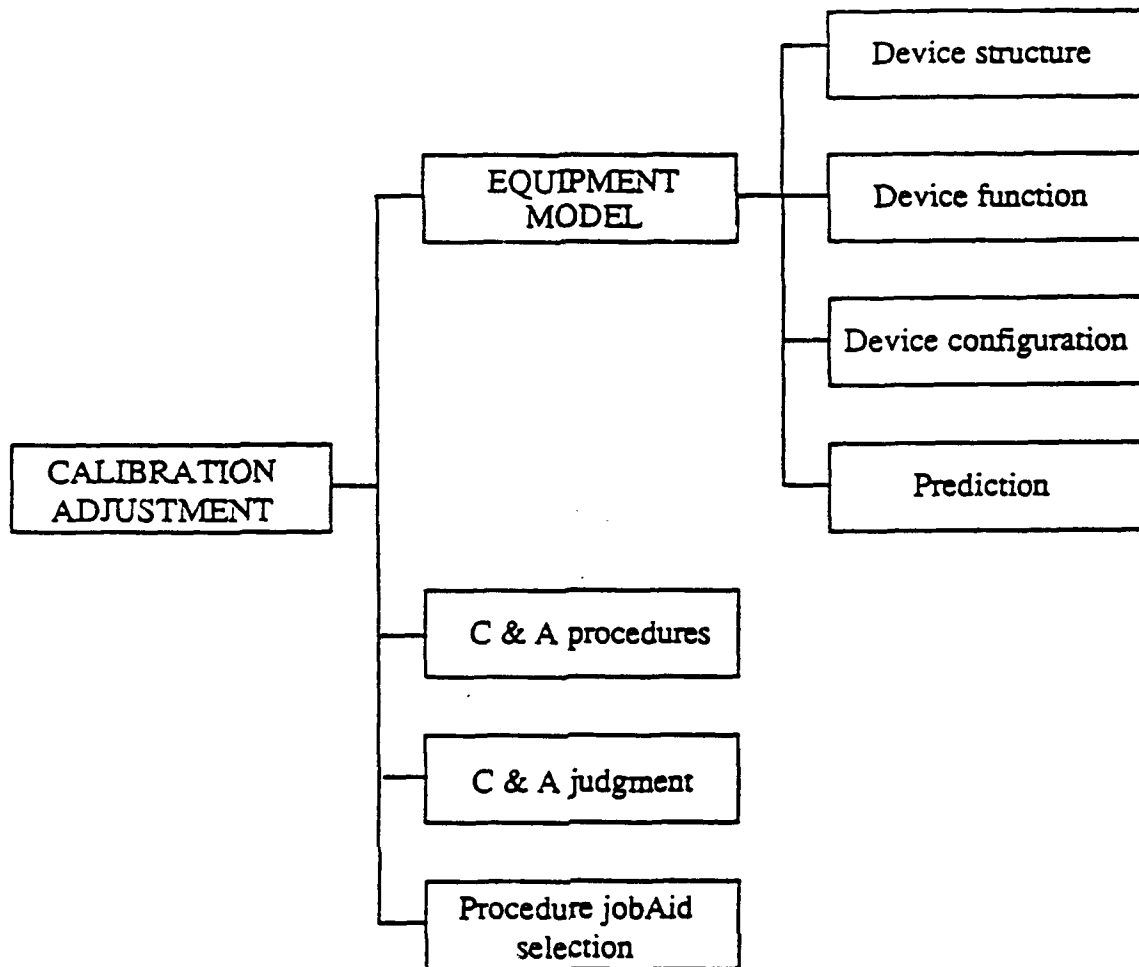 Device structure
EQUIPMENT
MODEL
Device function
Device configuration
CALIBRATION
ADJUSTMENT
Prediction
C & A procedures
C & A judgment
Procedure jobAid
selection